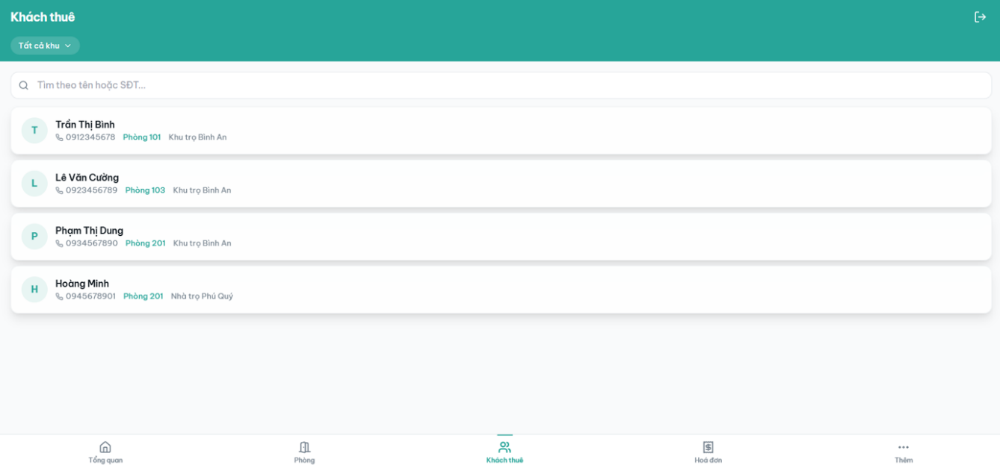 Khách thuê
Tất cả khu
Tìm theo tên hoặc SĐT...
T
Trần Thị Bình
0912345678 Phòng 101 Khu trọ Bình An
L
Lê Văn Cường
0923456789 Phòng 103 Khu trọ Bình An
P
Phạm Thị Dung
0934567890 Phòng 201 Khu trọ Bình An
H
Hoàng Minh
0945678901 Phòng 201 Nhà trọ Phú Quý
Tổng quan Phòng Khách thuê Hoá đơn Thêm